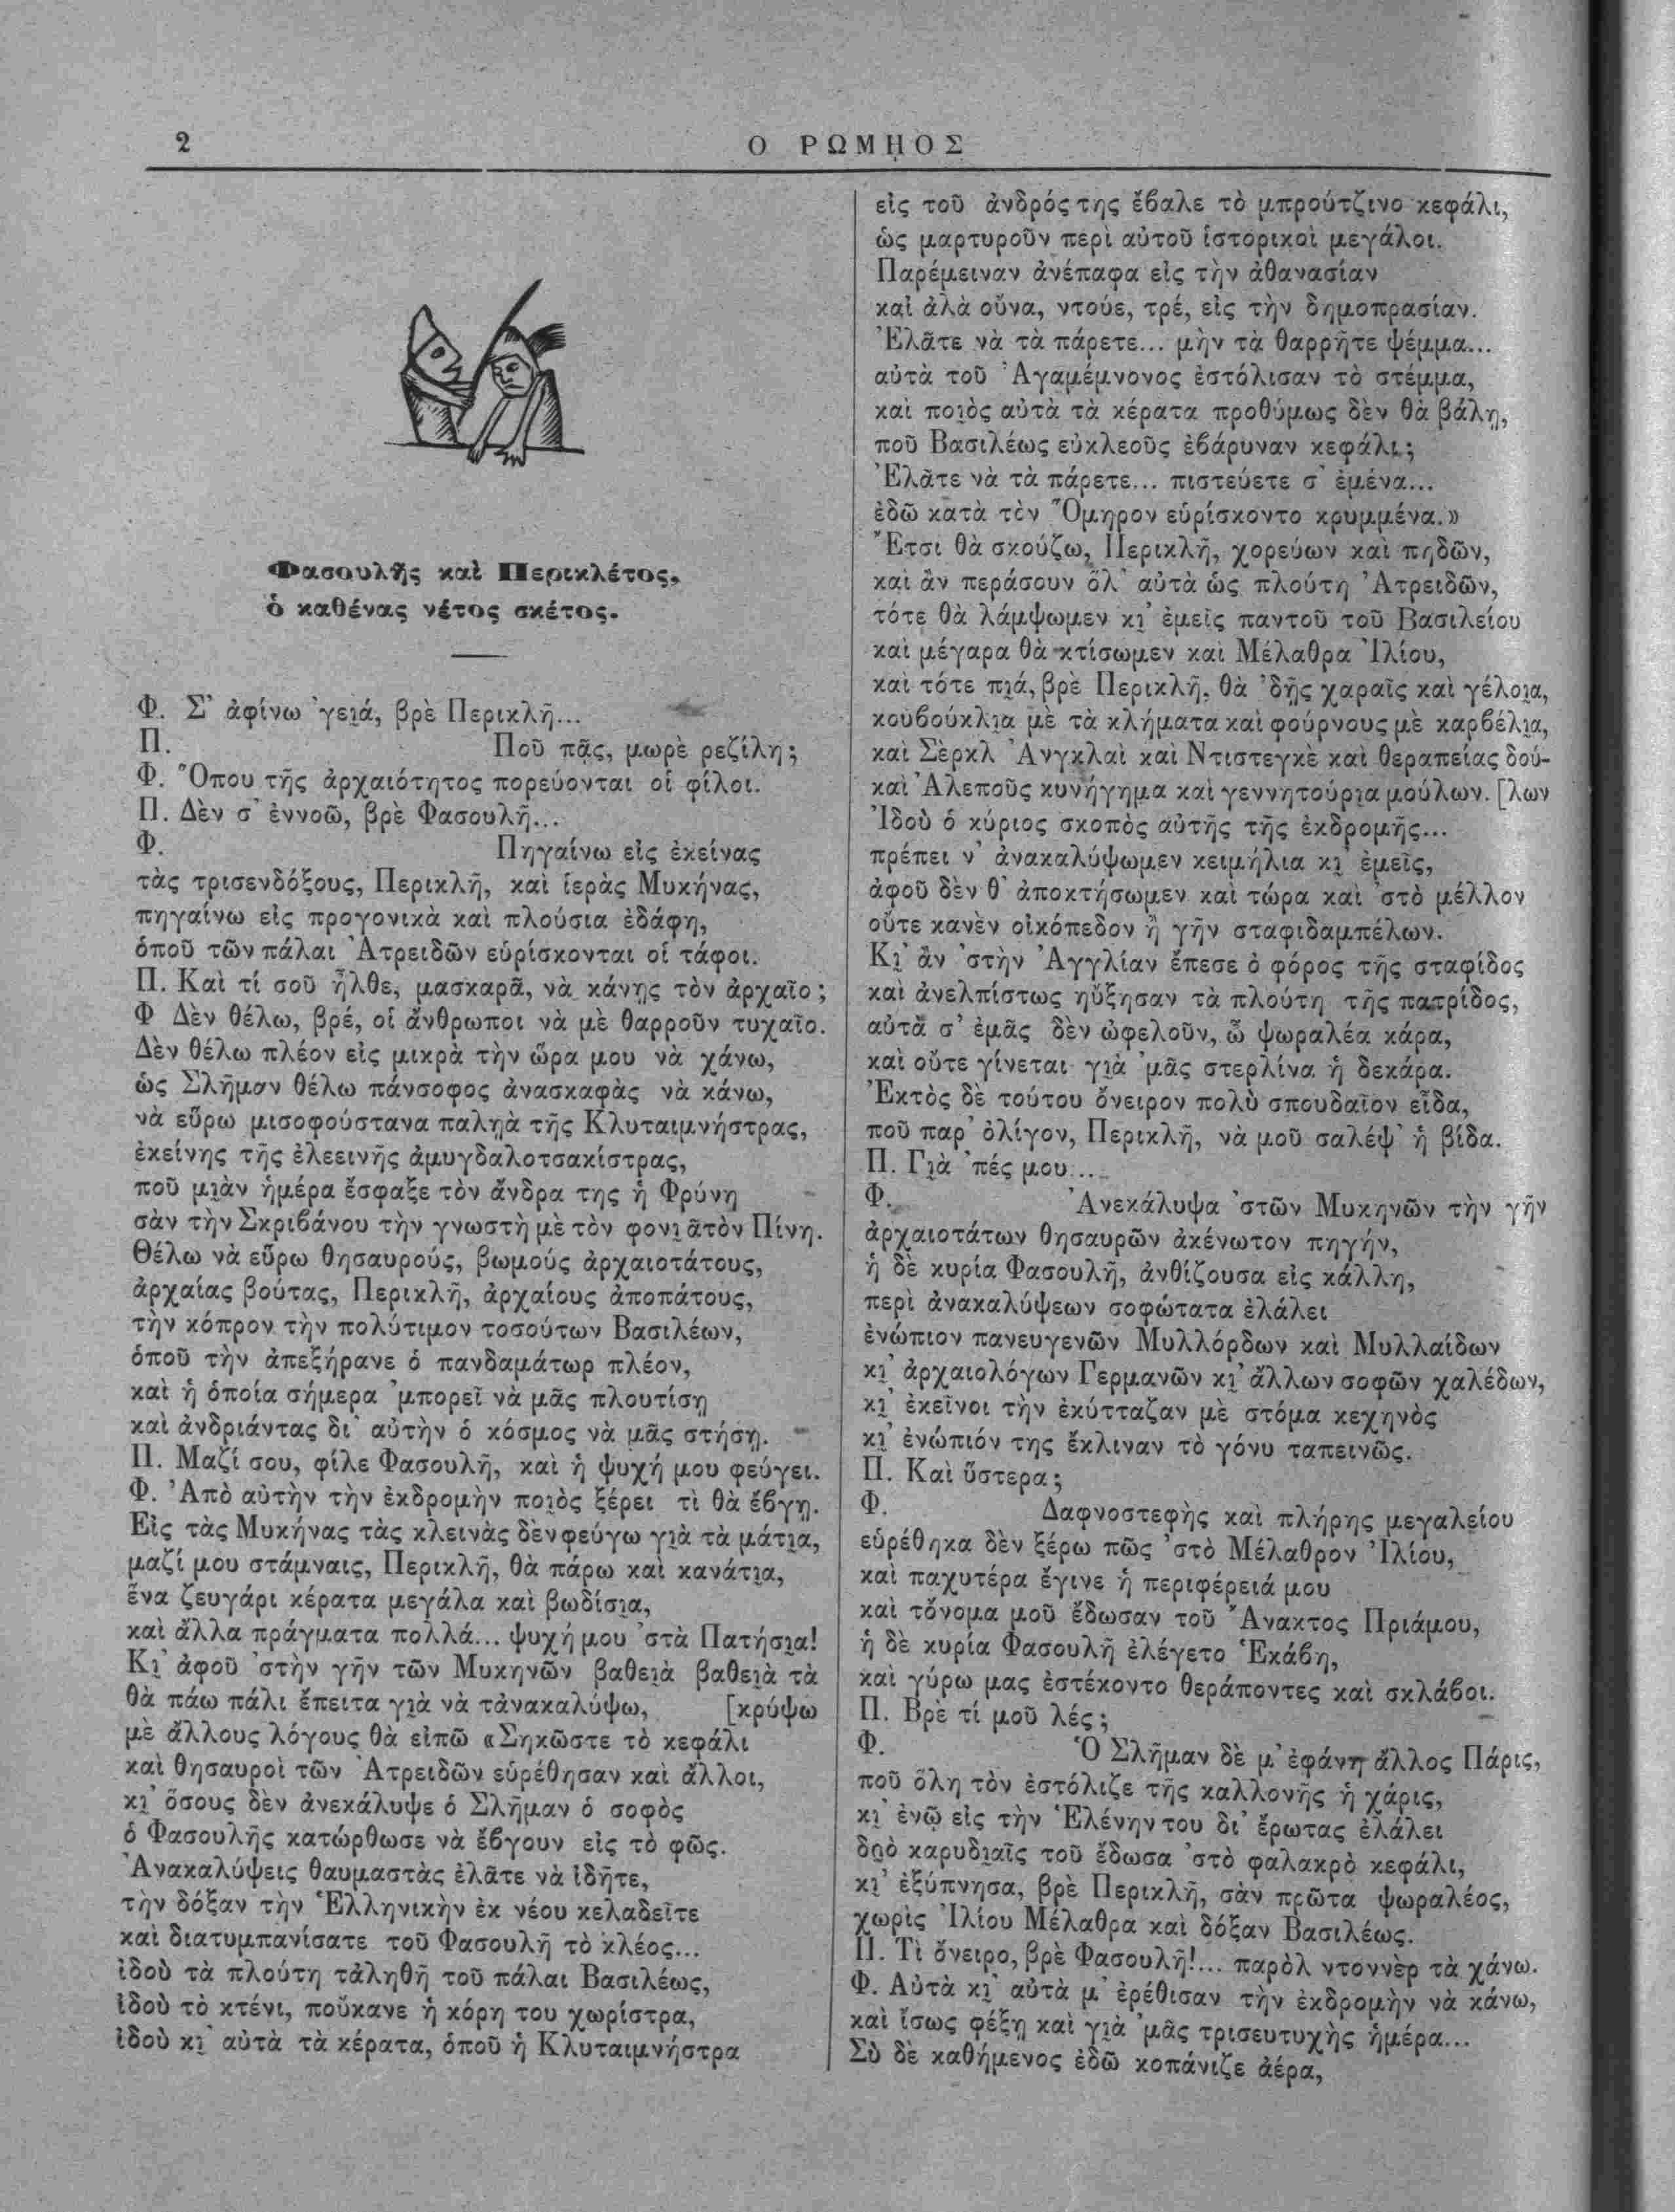 2
Ο ΡΩΜΗΟΣ
Φασουλῆς καὶ Περικλέτος,
ὁ καθένας νέτος σκέτος.
Φ. Σ' ἀφίνω 'γειά, βρὲ Περικλῆ...
Π. Ποῦ πᾷς, μωρὲ ρεζίλη;
Φ. Ὅπου τῆς ἀρχαιότητος πορεύονται οἱ φίλοι.
Π. Δὲν σ' ἐννοῶ, βρὲ Φασουλῆ...
Φ. Πηγαίνω εἰς ἐκείνας
τὰς τρισενδόξους, Περικλῆ, καὶ ἱερὰς Μυκήνας,
πηγαίνω εἰς προγονικὰ καὶ πλούσια ἐδάφη,
ὁποῦ τῶν πάλαι Ἀτρειδῶν εὑρίσκονται οἱ τάφοι.
Π. Καὶ τί σοῦ ἦλθε, μασκαρᾶ, νὰ κάνῃς τὸν ἀρχαῖο;
Φ Δὲν θέλω, βρέ, οἱ ἄνθρωποι νὰ μὲ θαρροῦν τυχαῖο.
Δὲν θέλω πλέον εἰς μικρὰ τὴν ὥρα μου νὰ χάνω,
ὡς Σλῆμαν θέλω πάνσοφος ἀνασκαφὰς νὰ κάνω,
νὰ εὕρω μισοφούστανα παλῃὰ τῆς Κλυταιμνήστρας,
ἐκείνης τῆς ἐλεεινῆς ἀμυγδαλοτσακίστρας,
ποῦ μιὰν ἡμέρα ἔσφαξε τὸν ἄνδρα της ἡ Φρύνη
σὰν τὴν Σκριβάνου τὴν γνωστὴ μὲ τὸν φονιᾶ τὸν Πίνη.
Θέλω νὰ εὕρω θησαυρούς, βωμούς ἀρχαιοτάτους,
ἀρχαίας βούτας, Περικλῆ, ἀρχαίους ἀποπάτους,
τὴν κόπρον τὴν πολύτιμον τοσούτων Βασιλέων,
ὁποῦ τὴν ἀπεξήρανε ὁ πανδαμάτωρ πλέον,
καὶ ἡ ὁποία σήμερα 'μπορεῖ νὰ μᾶς πλουτίσῃ
καὶ ἀνδριάντας δι' αὐτὴν ὁ κόσμος νὰ μᾶς στήσῃ.
Π. Μαζί σου, φίλε Φασουλῆ, καὶ ἡ ψυχή μου φεύγει.
Φ. Ἀπὸ αὐτὴν τὴν ἐκδρομὴν ποιὸς ξέρει τὶ θὰ ἔβγῃ.
Εἰς τὰς Μυκήνας τὰς κλεινὰς δὲν φεύγω γιὰ τὰ μάτια,
μαζί μου στάμναις, Περικλῆ, θὰ πάρω καὶ κανάτια,
ἕνα ζευγάρι κέρατα μεγάλα καὶ βωδίσια,
καὶ ἄλλα πράγματα πολλά... ψυχή μου 'στὰ Πατήσια!
Κι' ἀφοῦ 'στὴν γῆν τῶν Μυκηνῶν βαθειὰ βαθειὰ τὰ
θὰ πάω πάλι ἔπειτα γιὰ νὰ τἀνακαλύψω, [κρύψω
μὲ ἄλλους λόγους θὰ εἰπῶ «Σηκῶστε τὸ κεφάλι
καὶ θησαυροὶ τῶν Ἀτρειδῶν εὑρέθησαν καὶ ἄλλοι,
κι' ὅσους δὲν ἀνεκάλυψε ὁ Σλῆμαν ὁ σοφὸς
ὁ Φασουλῆς κατώρθωσε νὰ ἔβγουν εἰς τὸ φῶς.
Ἀνακαλύψεις θαυμαστὰς ἐλᾶτε νὰ ἰδῆτε,
τὴν δόξαν τὴν Ἑλληνικὴν ἐκ νέου κελαδεῖτε
καὶ διατυμπανίσατε τοῦ Φασουλῆ τὸ κλέος...
ἰδοὺ τὰ πλούτη τἀληθῆ τοῦ πάλαι Βασιλέως,
ἰδοὺ τὸ κτένι, ποὔκανε ἡ κόρη του χωρίστρα,
ἰδοὺ κι' αὐτὰ τὰ κέρατα, ὁποῦ ἡ Κλυταιμνήστρα
εἰς τοῦ ἀνδρός της ἔβαλε τὸ μπρούτζινο κεφάλι,
ὡς μαρτυροῦν περὶ αὐτοῦ ἱστορικοὶ μεγάλοι.
Παρέμειναν ἀνέπαφα εἰς τὴν ἀθανασίαν
καὶ ἀλὰ οὖνα, ντούε, τρέ, εἰς τὴν δημοπρασίαν.
Ἐλᾶτε νὰ τὰ πάρετε... μὴν τὰ θαρρῆτε ψέμμα...
αὐτὰ τοῦ Ἀγαμέμνονος ἐστόλισαν τὸ στέμμα,
καὶ ποιὸς αὐτὰ τὰ κέρατα προθύμως δὲν θὰ βάλῃ,
ποῦ Βασιλέως εὐκλεοῦς ἐβάρυναν κεφάλι;
Ἐλᾶτε νὰ τὰ πάρετε... πιστεύετε σ' ἐμένα...
ἐδῶ κατὰ τὸν Ὅμηρον εὑρίσκοντο κρυμμένα.»
Ἔτσι θὰ σκούζω, Περικλῆ, χορεύων καὶ πηδῶν,
καὶ ἂν περάσουν ὅλ' αὐτὰ ὡς πλούτη Ἀτρειδῶν,
τότε θὰ λάμψωμεν κι' ἐμεῖς παντοῦ τοῦ Βασιλείου
καὶ μέγαρα θὰ κτίσωμεν καὶ Μέλαθρα Ἰλίου,
καὶ τότε πιά, βρὲ Περικλῆ, θὰ 'δῇς χαραῖς καὶ γέλοια,
κουβούκλια μὲ τὰ κλήματα καὶ φούρνους μὲ καρβέλια,
καὶ Σὲρκλ Ἀνγκλαὶ καὶ Ντιστεγκὲ καὶ θεραπείας δού-
καὶ Ἀλεποῦς κυνήγημα καὶ γεννητούρια μούλων. [λων
Ἰδοὺ ὁ κύριος σκοπὸς αὐτῆς τῆς ἐκδρομῆς...
πρέπει ν' ἀνακαλύψωμεν κειμήλια κι' ἐμεῖς,
ἀφοῦ δὲν θ' ἀποκτήσωμεν καὶ τώρα καὶ 'στὸ μέλλον
οὔτε κανὲν οἰκόπεδον ἢ γῆν σταφιδαμπέλων.
Κι' ἂν 'στὴν Ἀγγλίαν ἔπεσε ὁ φόρος τῆς σταφίδος
καὶ ἀνελπίστως ηὔξησαν τὰ πλούτη τῆς πατρίδος,
αὐτὰ σ' ἐμᾶς δὲν ὠφελοῦν, ὦ ψωραλέα κάρα,
καὶ οὔτε γίνεται γιὰ 'μᾶς στερλίνα ἡ δεκάρα.
Ἐκτὸς δὲ τούτου ὄνειρον πολὺ σπουδαῖον εἶδα,
ποῦ παρ' ὀλίγον, Περικλῆ, νὰ μοῦ σαλέψ' ἡ βίδα.
Π. Γιὰ 'πές μου...
Φ. Ἀνεκάλυψα 'στῶν Μυκηνῶν τὴν γῆν
ἀρχαιοτάτων θησαυρῶν ἀκένωτον πηγήν,
ἡ δὲ κυρία Φασουλῆ, ἀνθίζουσα εἰς κάλλη,
περὶ ἀνακαλύψεων σοφώτατα ἐλάλει
ἐνώπιον πανευγενῶν Μυλλόρδων καὶ Μυλλαίδων
κι' ἀρχαιολόγων Γερμανῶν κι' ἄλλων σοφῶν χαλέδων,
κι' ἐκεῖνοι τὴν ἐκύτταζαν μὲ στόμα κεχηνὸς
κι' ἐνώπιόν της ἔκλιναν τὸ γόνυ ταπεινῶς.
Π. Καὶ ὕστερα;
Φ. Δαφνοστεφὴς καὶ πλήρης μεγαλείου
εὑρέθηκα δὲν ξέρω πῶς 'στὸ Μέλαθρον Ἰλίου,
καὶ παχυτέρα ἔγινε ἡ περιφέρειά μου
καὶ τὄνομα μοῦ ἔδωσαν τοῦ Ἄνακτος Πριάμου,
ἡ δὲ κυρία Φασουλῆ ἐλέγετο Ἑκάβη,
καὶ γύρω μας ἐστέκοντο θεράποντες καὶ σκλάβοι.
Π. Βρὲ τί μοῦ λές;
Φ. Ὁ Σλῆμαν δὲ μ' ἐφάνη ἄλλος Πάρις,
ποῦ ὅλη τὸν ἐστόλιζε τῆς καλλονῆς ἡ χάρις,
κι' ἐνῷ εἰς τὴν Ἑλένην του δι' ἔρωτας ἐλάλει
δυὸ καρυδιαῖς τοῦ ἔδωσα 'στὸ φαλακρὸ κεφάλι,
κι' ἐξύπνησα, βρὲ Περικλῆ, σὰν πρῶτα ψωραλέος,
χωρὶς Ἰλίου Μέλαθρα καὶ δόξαν Βασιλέως.
Π. Τὶ ὄνειρο, βρὲ Φασουλῆ!... παρὸλ ντοννὲρ τὰ χάνω.
Φ. Αὐτὰ κι' αὐτὰ μ' ἐρέθισαν τὴν ἐκδρομὴν νὰ κάνω,
καὶ ἴσως φέξῃ καὶ γιὰ 'μᾶς τρισευτυχὴς ἡμέρα...
Σὺ δὲ καθήμενος ἐδῶ κοπάνιζε ἀέρα,